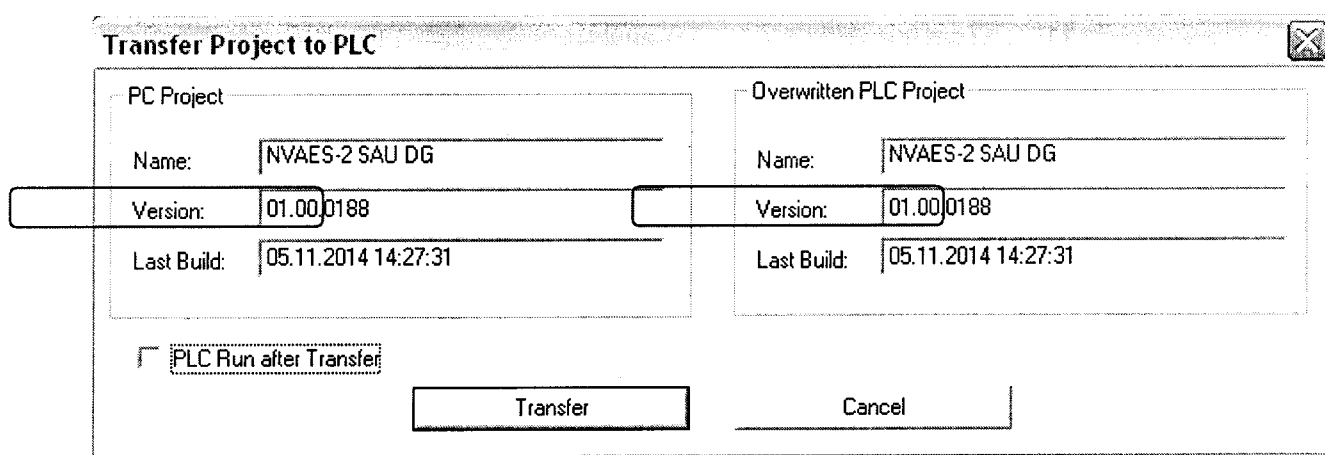 Transfer Project to PLC
PC Project
Name: NVAES-2 SAU DG
Version: 01.00.0188
Last Build: 05.11.2014 14:27:31
Overwritten PLC Project
Name: NVAES-2 SAU DG
Version: 01.00.0188
Last Build: 05.11.2014 14:27:31
PLC Run after Transfer
Transfer
Cancel